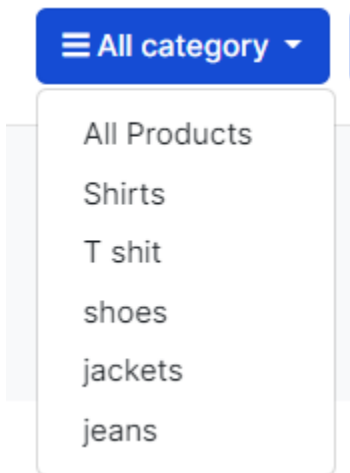 All category
All Products
Shirts
T shit
shoes
jackets
jeans